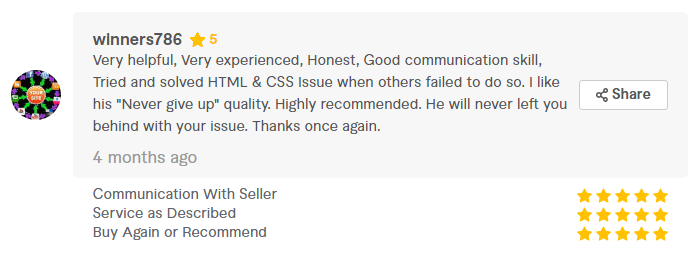 winners786 5
Very helpful, Very experienced, Honest, Good communication skill,
Tried and solved HTML & CSS Issue when others failed to do so. I like
his "Never give up" quality. Highly recommended. He will never left you
behind with your issue. Thanks once again.
Share
4 months ago
Communication With Seller
Service as Described
Buy Again or Recommend
YOUR
SITE